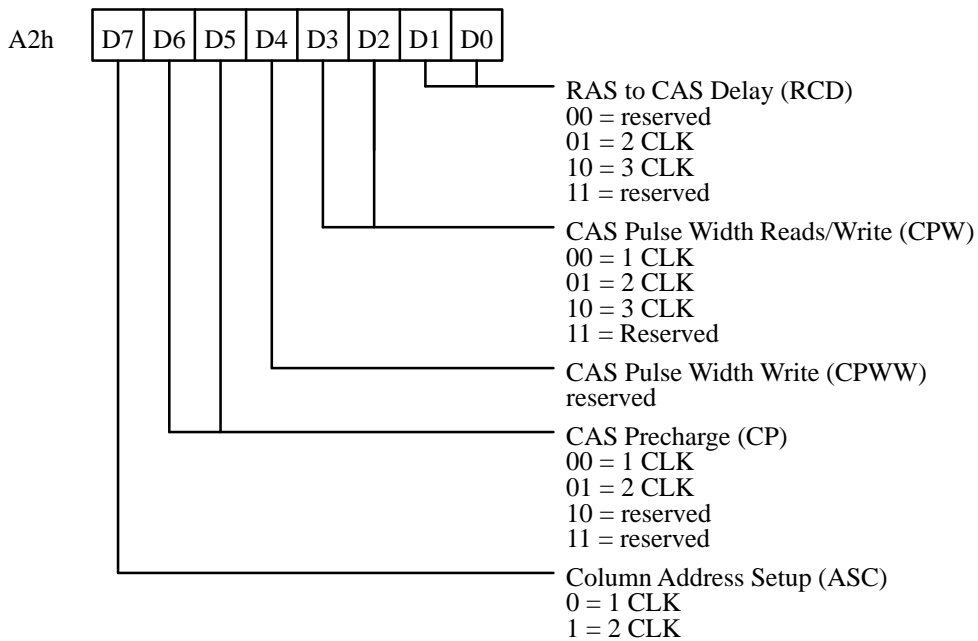 A2h D7 D6 D5 D4 D3 D2 D1 D0
RAS to CAS Delay (RCD)
00 = reserved
01 = 2 CLK
10 = 3 CLK
11 = reserved
CAS Pulse Width Reads/Write (CPW)
00 = 1 CLK
01 = 2 CLK
10 = 3 CLK
11 = Reserved
CAS Pulse Width Write (CPWW)
reserved
CAS Precharge (CP)
00 = 1 CLK
01 = 2 CLK
10 = reserved
11 = reserved
Column Address Setup (ASC)
0 = 1 CLK
1 = 2 CLK